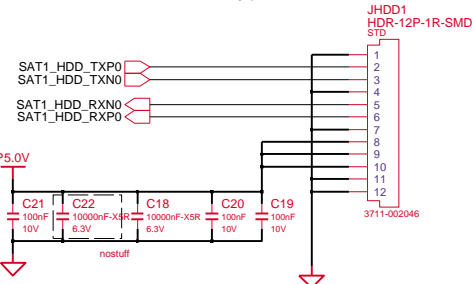 JHDD1
HDR-12P-1R-SMD
STD
SAT1_HDD_TXP0
SAT1_HDD_TXN0
SAT1_HDD_RXN0
SAT1_HDD_RXP0
1
2
3
4
5
6
7
8
9
10
11
12
3711-002046
P5.0V
C21
100nF
10V
C22
10000nF-X5R
6.3V
C18
10000nF-X5R
6.3V
C20
100nF
10V
C19
100nF
10V
nostuff